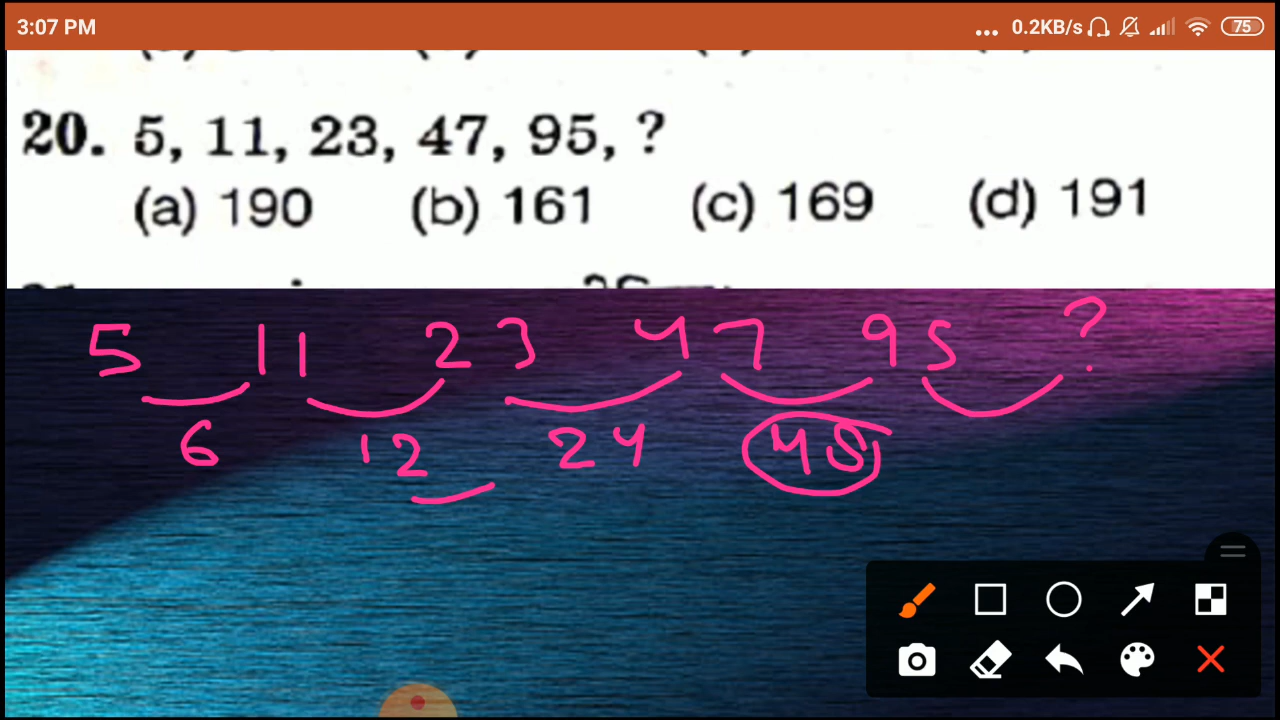 3:07 PM
... 0.2KB/s 75
20. 5, 11, 23, 47, 95, ?
(a) 190 (b) 161 (c) 169 (d) 191
5 11 23 47 95 ?
6 12 24 48